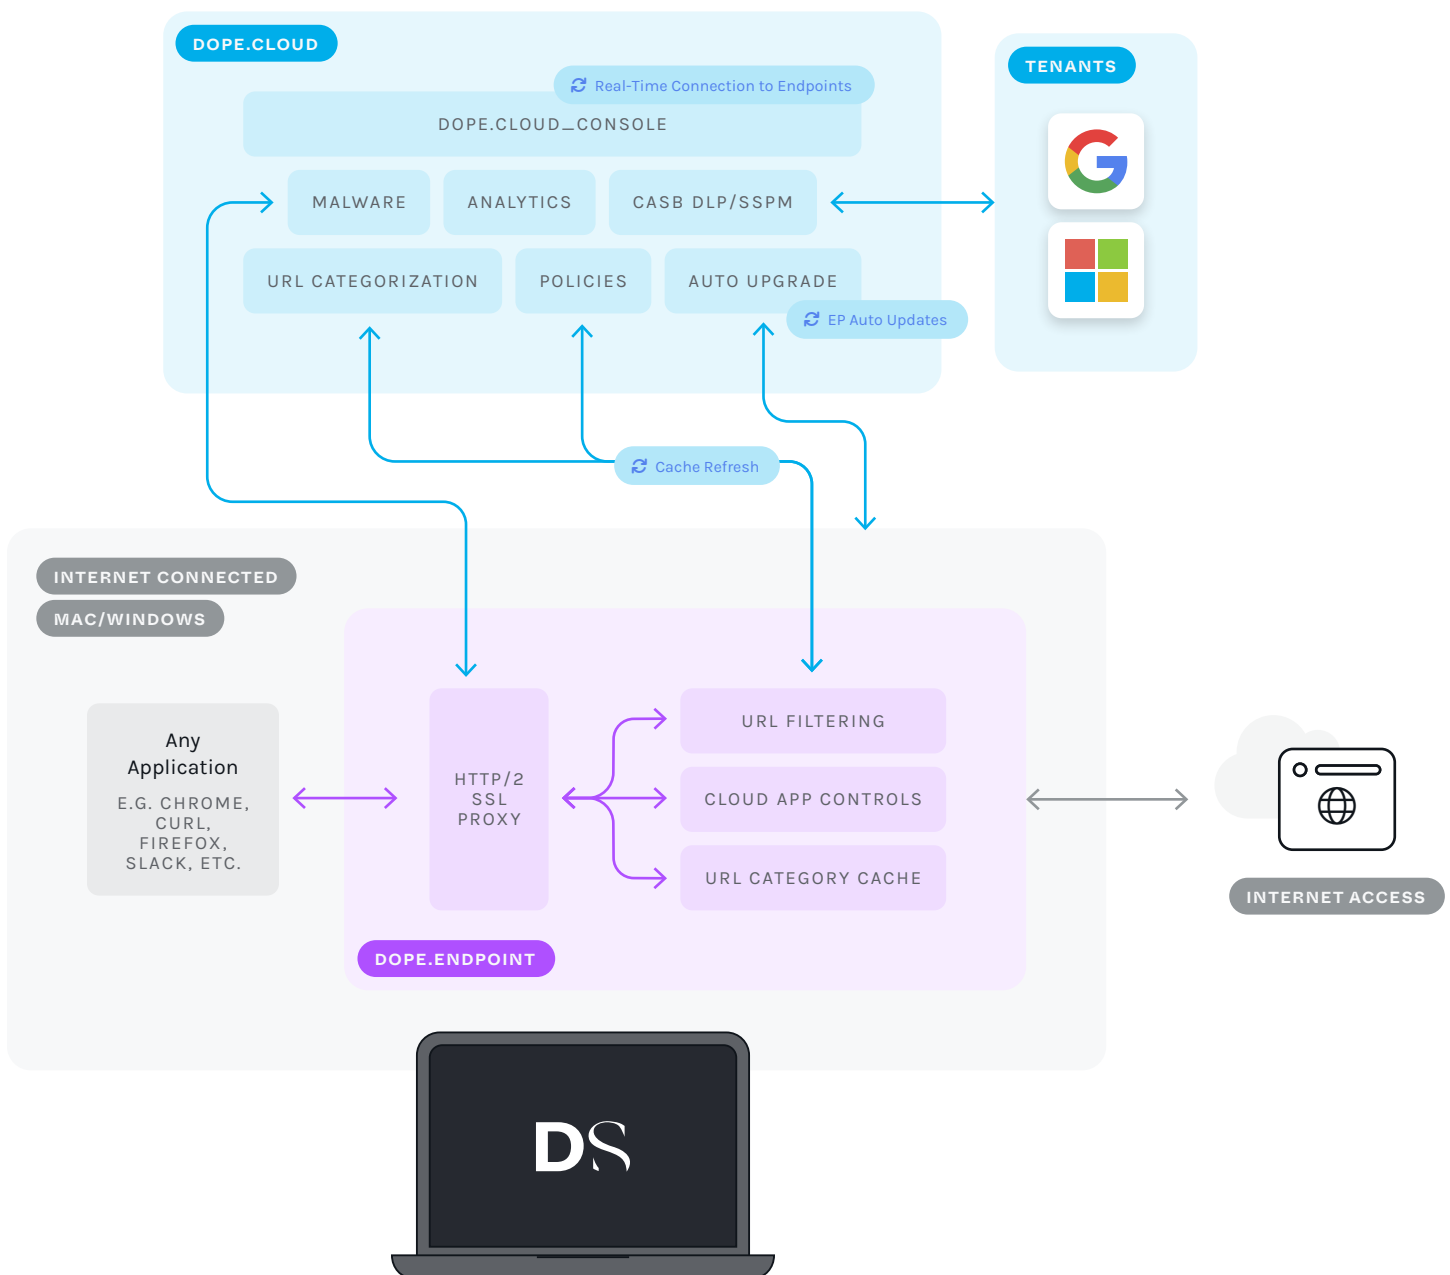 DOPE.CLOUD
Real-Time Connection to Endpoints
DOPE.CLOUD_CONSOLE
MALWARE
ANALYTICS
CASB DLP/SSPM
URL CATEGORIZATION
POLICIES
AUTO UPGRADE
EP Auto Updates
TENANTS
Cache Refresh
INTERNET CONNECTED
MAC/WINDOWS
Any
Application
E.G. CHROME,
CURL,
FIREFOX,
SLACK, ETC.
HTTP/2
SSL
PROXY
URL FILTERING
CLOUD APP CONTROLS
URL CATEGORY CACHE
DOPE.ENDPOINT
INTERNET ACCESS
DS